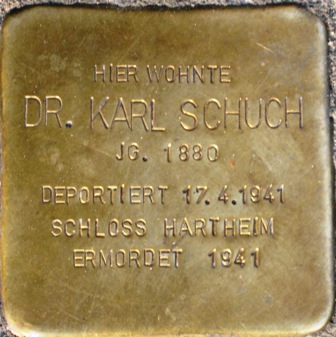 HIER WOHNTE
DR. KARL SCHUCH
JG. 1880
DEPORTIERT 17.4.1941
SCHLOSS HARTHEIM
ERMORDET 1941